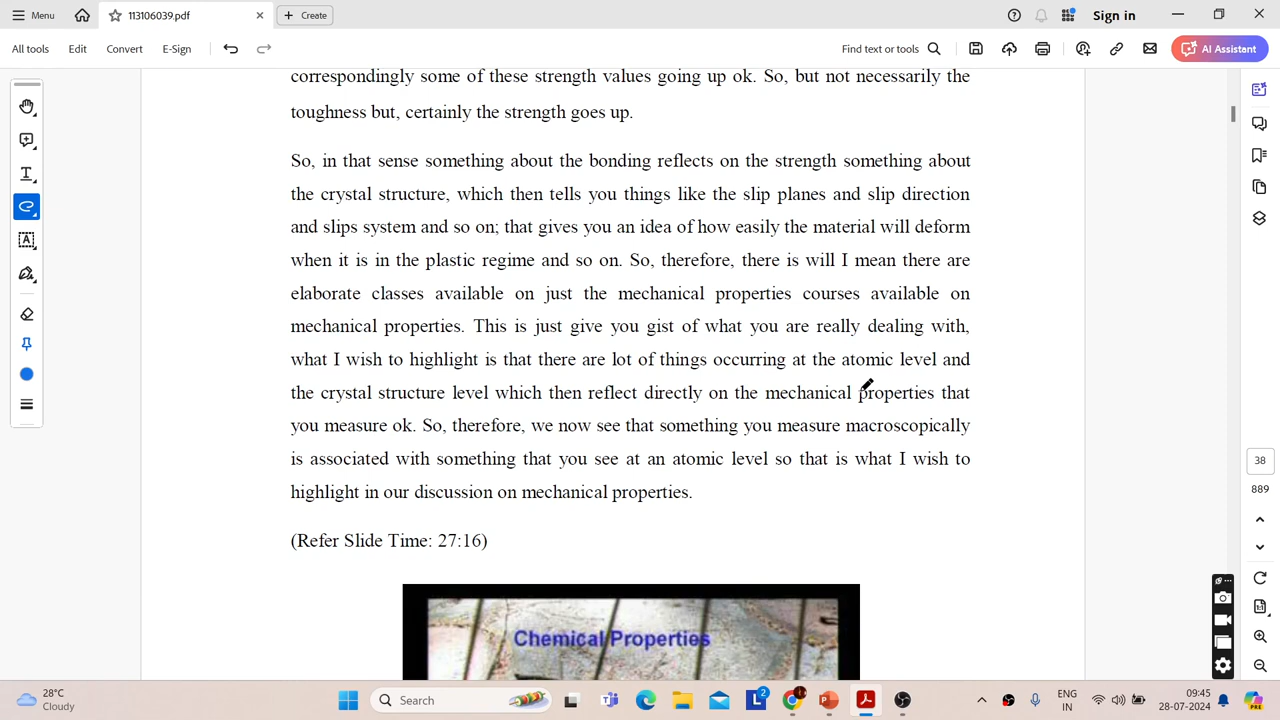 Menu
113106039.pdf
Create
Sign in
All tools
Edit
Convert
E-Sign
Find text or tools
AI Assistant
correspondingly some of these strength values going up ok. So, but not necessarily the
toughness but, certainly the strength goes up.
So, in that sense something about the bonding reflects on the strength something about
the crystal structure, which then tells you things like the slip planes and slip direction
and slips system and so on; that gives you an idea of how easily the material will deform
when it is in the plastic regime and so on. So, therefore, there is will I mean there are
elaborate classes available on just the mechanical properties courses available on
mechanical properties. This is just give you gist of what you are really dealing with,
what I wish to highlight is that there are lot of things occurring at the atomic level and
the crystal structure level which then reflect directly on the mechanical properties that
you measure ok. So, therefore, we now see that something you measure macroscopically
is associated with something that you see at an atomic level so that is what I wish to
highlight in our discussion on mechanical properties.
(Refer Slide Time: 27:16)
Chemical Properties
38
889
28°C
Cloudy
Search
2
ENG
IN
09:45
28-07-2024